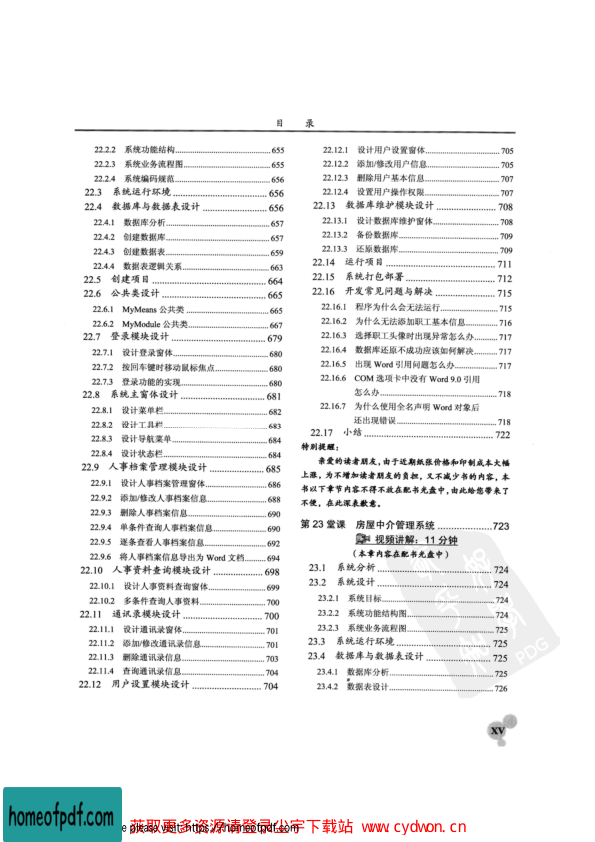 目 录
22.2.2 系统功能结构................655
22.2.3 系统业务流程图................655
22.2.4 系统编码规范................656
22.3 系统运行环境................656
22.4 数据库与数据表设计................656
22.4.1 数据库分析................657
22.4.2 创建数据库................657
22.4.3 创建数据表................659
22.4.4 数据表逻辑关系................663
22.5 创建项目................664
22.6 公共类设计................665
22.6.1 MyMeans 公共类................665
22.6.2 MyModule 公共类................667
22.7 登录模块设计................679
22.7.1 设计登录窗体................680
22.7.2 按回车键时移动鼠标焦点................680
22.7.3 登录功能的实现................680
22.8 系统主窗体设计................681
22.8.1 设计菜单栏................682
22.8.2 设计工具栏................683
22.8.3 设计导航菜单................684
22.8.4 设计状态栏................684
22.9 人事档案管理模块设计................685
22.9.1 设计人事档案管理窗体................686
22.9.2 添加/修改人事档案信息................688
22.9.3 删除人事档案信息................690
22.9.4 单条件查询人事档案信息................690
22.9.5 逐条查看人事档案信息................692
22.9.6 将人事档案信息导出为 Word 文档................694
22.10 人事资料查询模块设计................698
22.10.1 设计人事资料查询窗体................699
22.10.2 多条件查询人事资料................700
22.11 通讯录模块设计................700
22.11.1 设计通讯录窗体................701
22.11.2 添加/修改通讯录信息................701
22.11.3 删除通讯录信息................703
22.11.4 查询通讯录信息................704
22.12 用户设置模块设计................704
22.12.1 设计用户设置窗体................705
22.12.2 添加/修改用户信息................705
22.12.3 删除用户基本信息................707
22.12.4 设置用户操作权限................707
22.13 数据库维护模块设计................708
22.13.1 设计数据库维护窗体................708
22.13.2 备份数据库................709
22.13.3 还原数据库................709
22.14 运行项目................711
22.15 系统打包部署................712
22.16 开发常见问题与解决................715
22.16.1 程序为什么会无法运行................715
22.16.2 为什么无法添加职工基本信息................716
22.16.3 选择职工头像时出现异常怎么办................717
22.16.4 数据库还原不成功应该如何解决................717
22.16.5 出现 Word 引用问题怎么办................717
22.16.6 COM 选项卡中没有 Word 9.0 引用
怎么办................718
22.16.7 为什么使用全名声明 Word 对象后
还出现错误................718
22.17 小结................722
特别提醒：
亲爱的读者朋友，由于近期纸张价格和印制成本大幅
上涨，为不增加读者朋友的负担，又不减少书的内容，本
书以下章节内容不得不放在配书光盘中，由此给您带来了
不便，在此深表歉意。
第 23 堂课 房屋中介管理系统................723
视频讲解：11 分钟
（本章内容在配书光盘中）
23.1 系统分析................724
23.2 系统设计................724
23.2.1 系统目标................724
23.2.2 系统功能结构图................724
23.2.3 系统业务流程图................725
23.3 系统运行环境................725
23.4 数据库与数据表设计................725
23.4.1 数据库分析................725
23.4.2 数据表设计................726
PDG
XV
homeofpdf.com
e please visit: https://homeofpdf.com
获取更多资源请登录公宇下载站 www.cydwon.cn